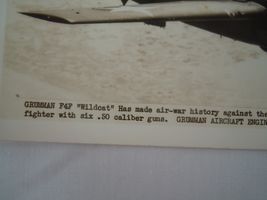 GRUMMAN F4F "Wildcat" Has made air-war history against the
fighter with six .50 caliber guns. GRUMMAN AIRCRAFT ENGIN